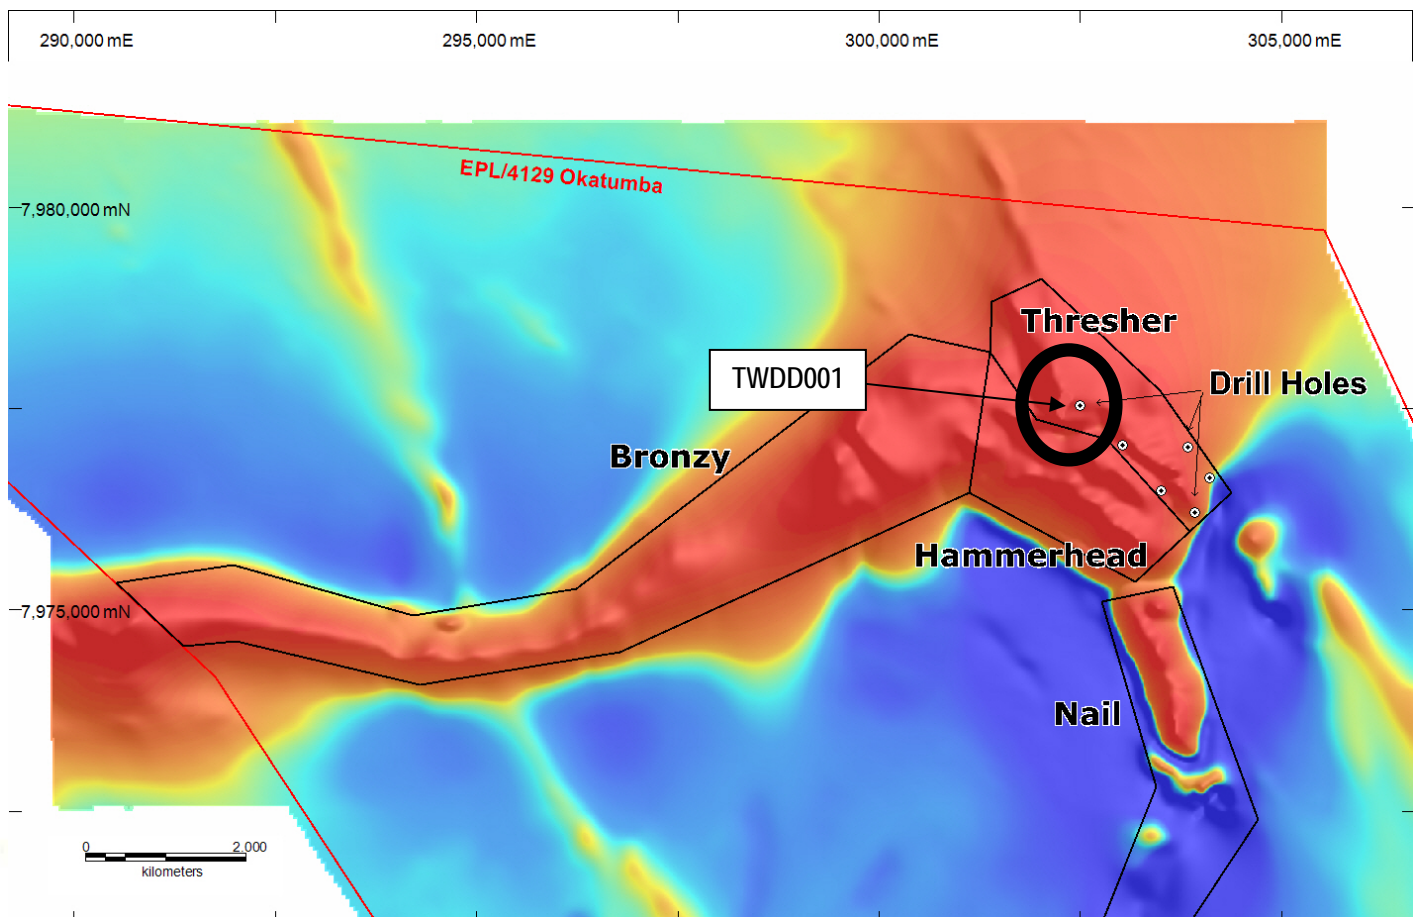 290,000 mE
295,000 mE
300,000 mE
305,000 mE
EPL/4129 Okatumba
7,980,000 mN
Thresher
TWDD001
Drill Holes
Bronzy
Hammerhead
7,975,000 mN
Nail
0 2,000
kilometers